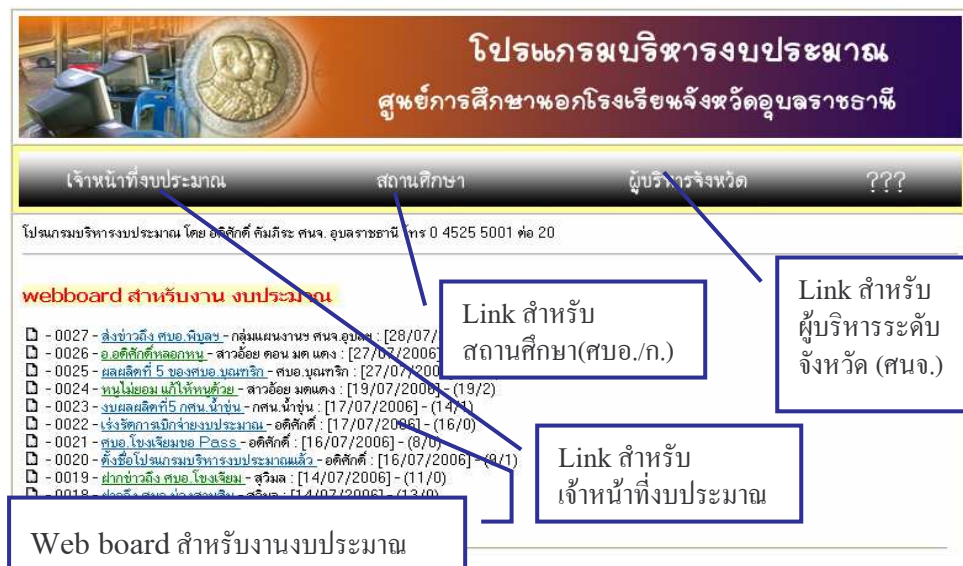 โปรแกรมบริหารงบประมาณ
ศูนย์การศึกษานอกโรงเรียนจังหวัดอุบลราชธานี
เจ้าหน้าที่งบประมาณ สถานศึกษา ผู้บริหารจังหวัด ???
โปรแกรมบริหารงบประมาณ โดย อดิศักดิ์ คัมภีระ ศนจ. อุบลราชธานี โทร 0 4525 5001 ต่อ 20
webboard สำหรับงาน งบประมาณ
- 0027 - ส่งข่าวถึง ศบอ.พิบูลฯ - กลุ่มแผนงานฯ ศนจ.อุบลฯ : [28/07/
- 0026 - อ.อดิศักดิ์หลอกหนู - สาวอ้อย ดอน มด แดง : [27/07/2006]
- 0025 - ผลผลิตที่ 5 ของศบอ.บุณฑริก - ศบอ.บุณฑริก : [27/07/200
- 0024 - หนูไม่ยอม แก้ให้หนูด้วย - สาวอ้อย มดแดง : [19/07/2006] - (19/2)
- 0023 - งบผลผลิตที่5 กศน.น้ำขุ่น - กศน.น้ำขุ่น : [17/07/2006] - (14/1)
- 0022 - เร่งรัดการเบิกจ่ายงบประมาณ - อดิศักดิ์ : [17/07/2006] - (16/0)
- 0021 - ศบอ.โขงเจียมขอ Pass - อดิศักดิ์ : [16/07/2006] - (8/0)
- 0020 - ตั้งชื่อโปรแกรมบริหารงบประมาณแล้ว - อดิศักดิ์ : [16/07/2006] - (9/1)
- 0019 - ฝากข่าวถึง ศบอ.โขงเจียม - สุวิมล : [14/07/2006] - (11/0)
Link สำหรับ
สถานศึกษา(ศบอ./ก.)
Link สำหรับ
ผู้บริหารระดับ
จังหวัด (ศนจ.)
Link สำหรับ
เจ้าหน้าที่งบประมาณ
Web board สำหรับงานงบประมาณ